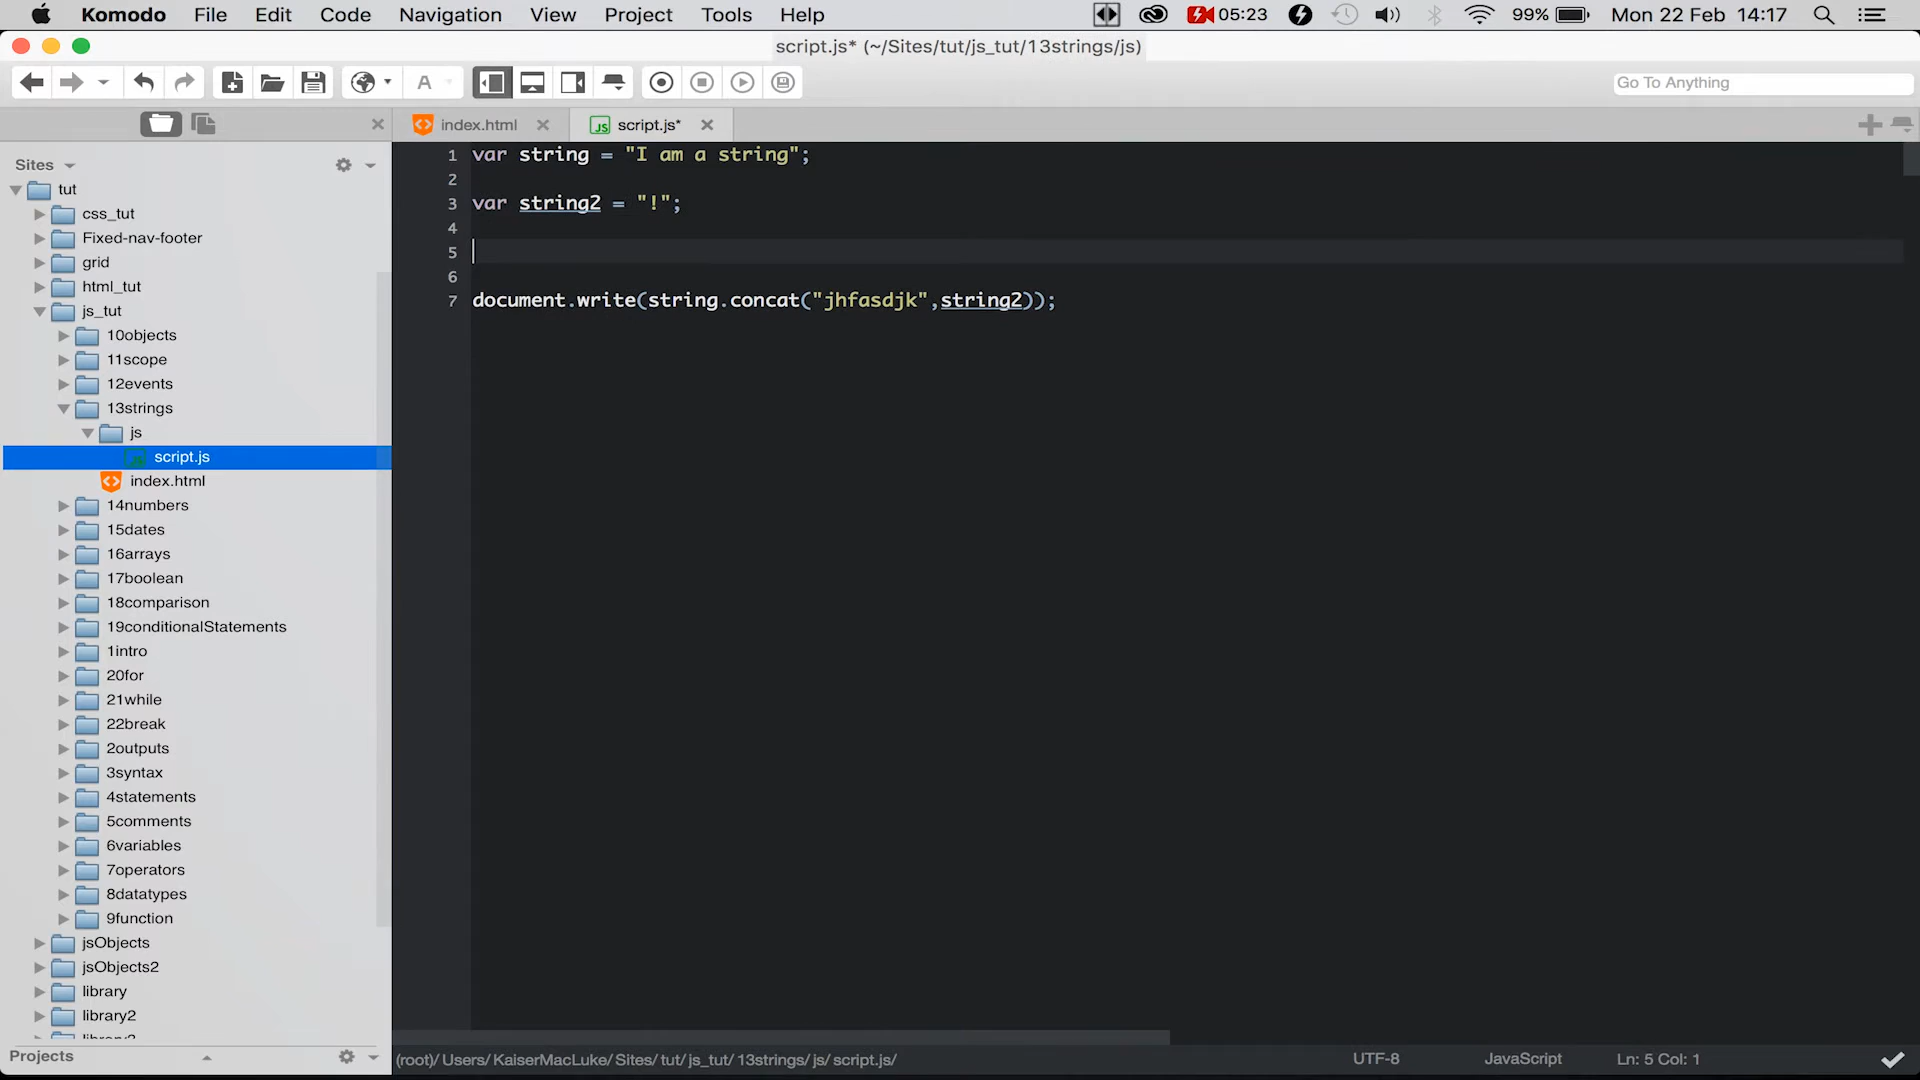 Komodo File Edit Code Navigation View Project Tools Help 05:23 99% Mon 22 Feb 14:17
script.js* (~/Sites/tut/js_tut/13strings/js)
A Go To Anything
index.html script.js*
Sites
tut
css_tut
Fixed-nav-footer
grid
html_tut
js_tut
10objects
11scope
12events
13strings
js
script.js
index.html
14numbers
15dates
16arrays
17boolean
18comparison
19conditionalStatements
1intro
20for
21while
22break
2outputs
3syntax
4statements
5comments
6variables
7operators
8datatypes
9function
jsObjects
jsObjects2
library
library2
Projects
1 var string = "I am a string";
2
3 var string2 = "!";
4
5
6
7 document.write(string.concat("jhfasdjk",string2));
(root)/ Users/ KaiserMacLuke/ Sites/ tut/ js_tut/ 13strings/ js/ script.js/ UTF-8 JavaScript Ln: 5 Col: 1